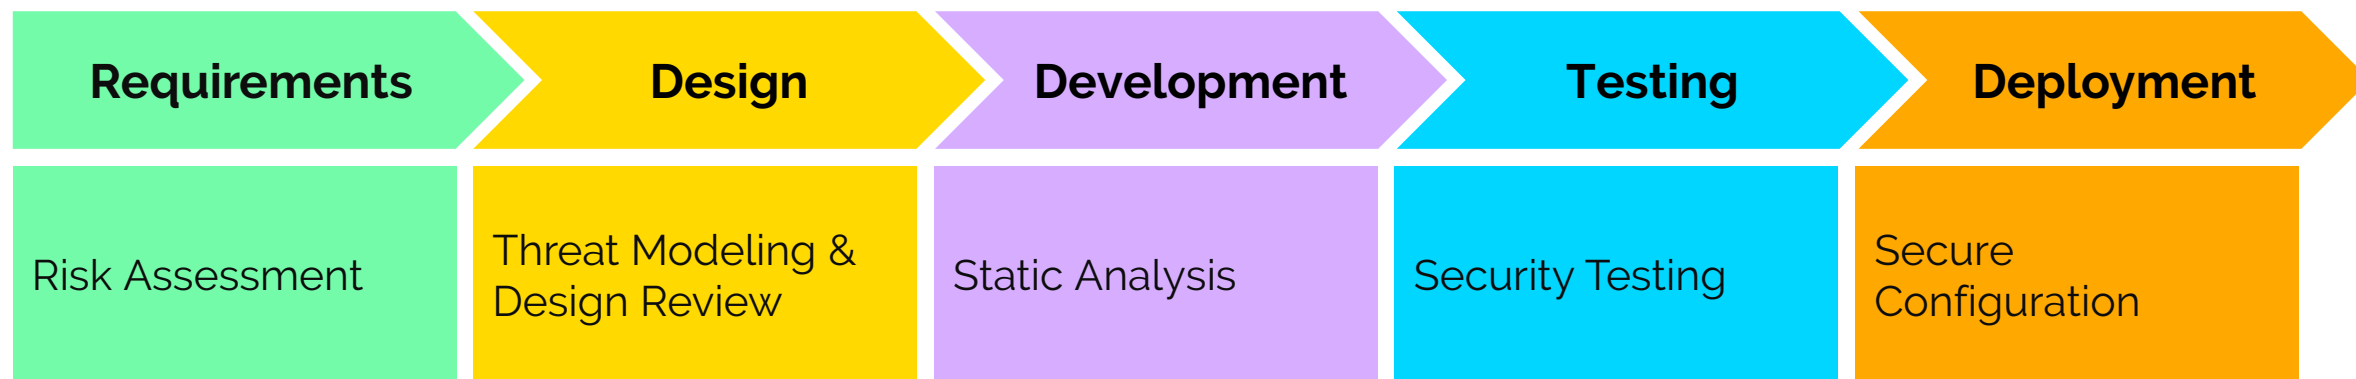 Requirements
Design
Development
Testing
Deployment
Risk Assessment
Threat Modeling &
Design Review
Static Analysis
Security Testing
Secure
Configuration